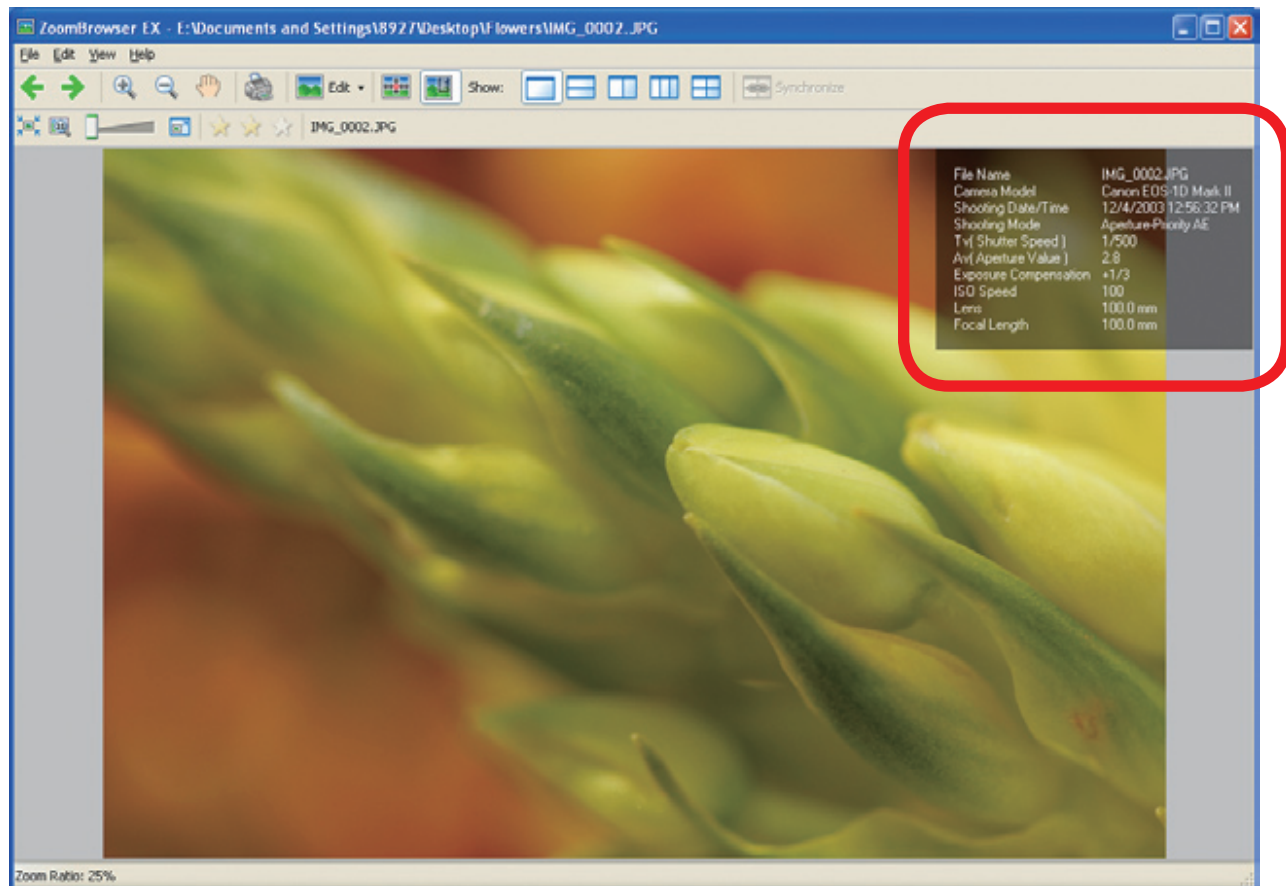 ZoomBrowser EX - E:\Documents and Settings\8927\Desktop\Flowers\IMG_0002.JPG
File Edit View Help
Edit Show: Synchronize
IMG_0002.JPG
File Name IMG_0002.JPG
Camera Model Canon EOS-1D Mark II
Shooting Date/Time 12/4/2003 12:56:32 PM
Shooting Mode Aperture-Priority AE
Tv( Shutter Speed ) 1/500
Av( Aperture Value ) 2.8
Exposure Compensation +1/3
ISO Speed 100
Lens 100.0 mm
Focal Length 100.0 mm
Zoom Ratio: 25%